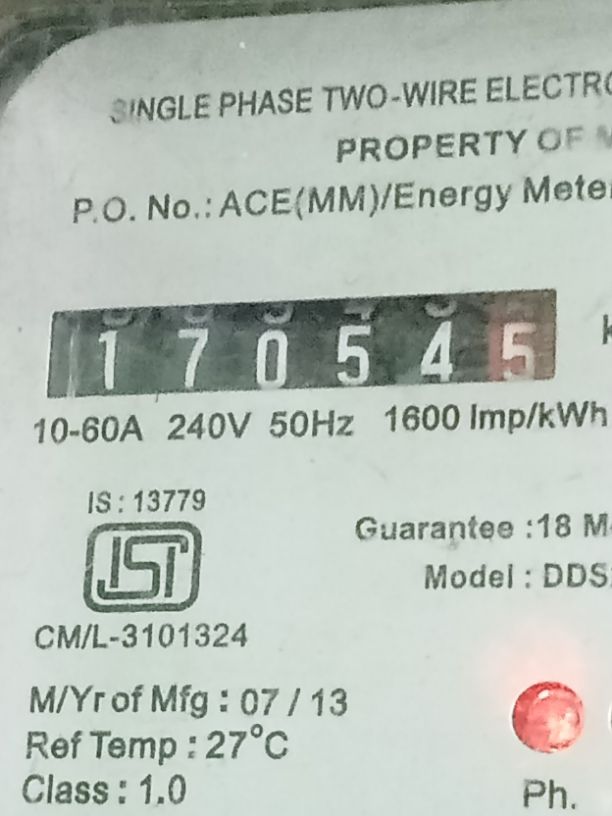 SINGLE PHASE TWO-WIRE ELECTRO
PROPERTY OF M
P.O. No.: ACE(MM)/Energy Meter
170545
K
10-60A 240V 50Hz 1600 Imp/kWh
IS : 13779
Guarantee :18 M
ISI
Model : DDS
CM/L-3101324
M/Yr of Mfg : 07 / 13
Ref Temp : 27°C
Class : 1.0
Ph.